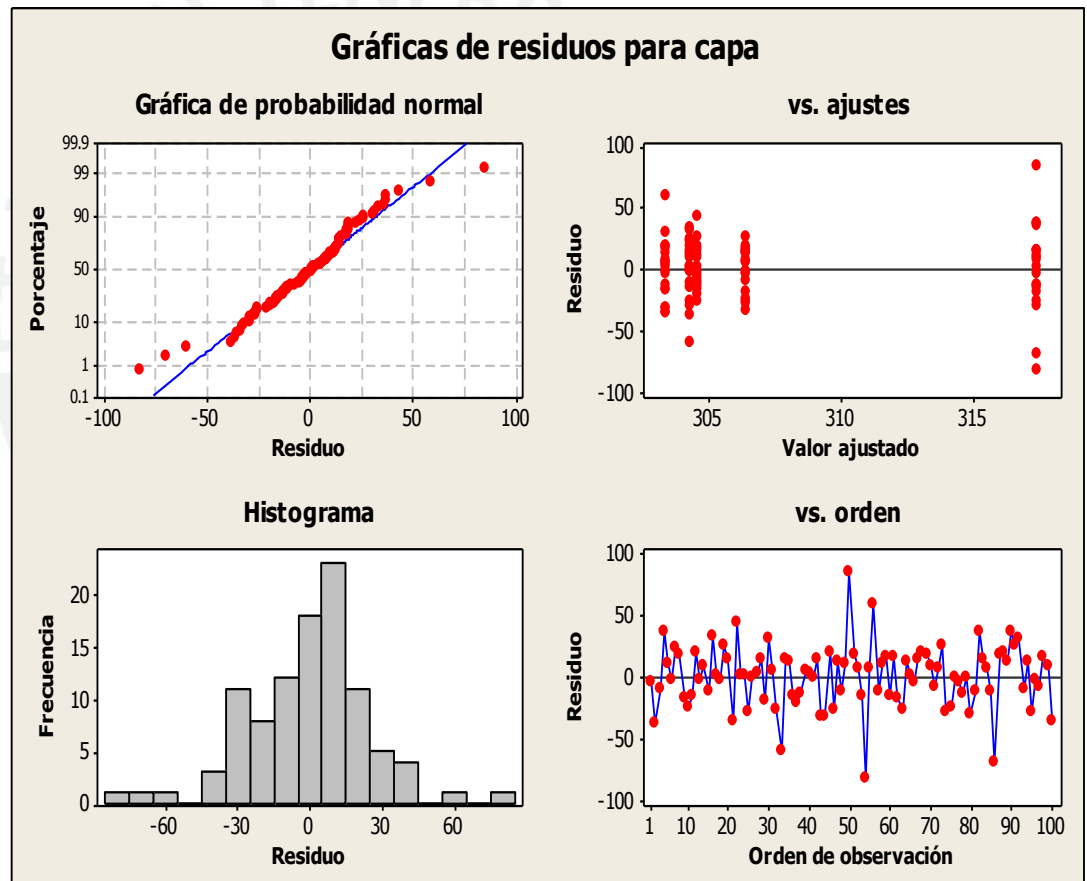 Gráficas de residuos para capa
Gráfica de probabilidad normal
99.9
99
90
50
10
1
0.1
Porcentaje
-100 -50 0 50 100
Residuo
vs. ajustes
100
50
0
-50
-100
Residuo
305 310 315
Valor ajustado
Histograma
20
15
10
5
0
Frecuencia
-60 -30 0 30 60
Residuo
vs. orden
100
50
0
-50
-100
Residuo
1 10 20 30 40 50 60 70 80 90 100
Orden de observación